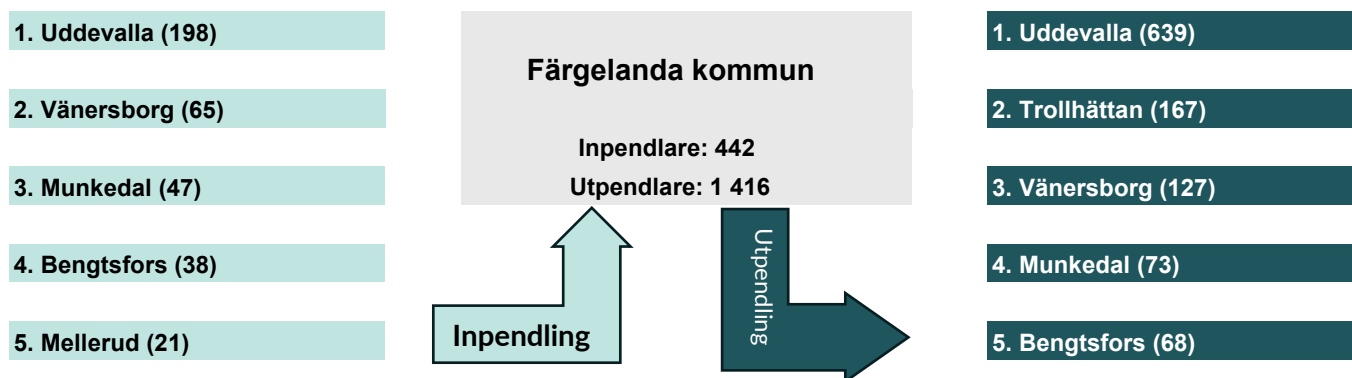 1. Uddevalla (198)
2. Vänersborg (65)
3. Munkedal (47)
4. Bengtsfors (38)
5. Mellerud (21)
Färgelanda kommun
Inpendlare: 442
Utpendlare: 1 416
Inpendling
Utpendling
1. Uddevalla (639)
2. Trollhättan (167)
3. Vänersborg (127)
4. Munkedal (73)
5. Bengtsfors (68)